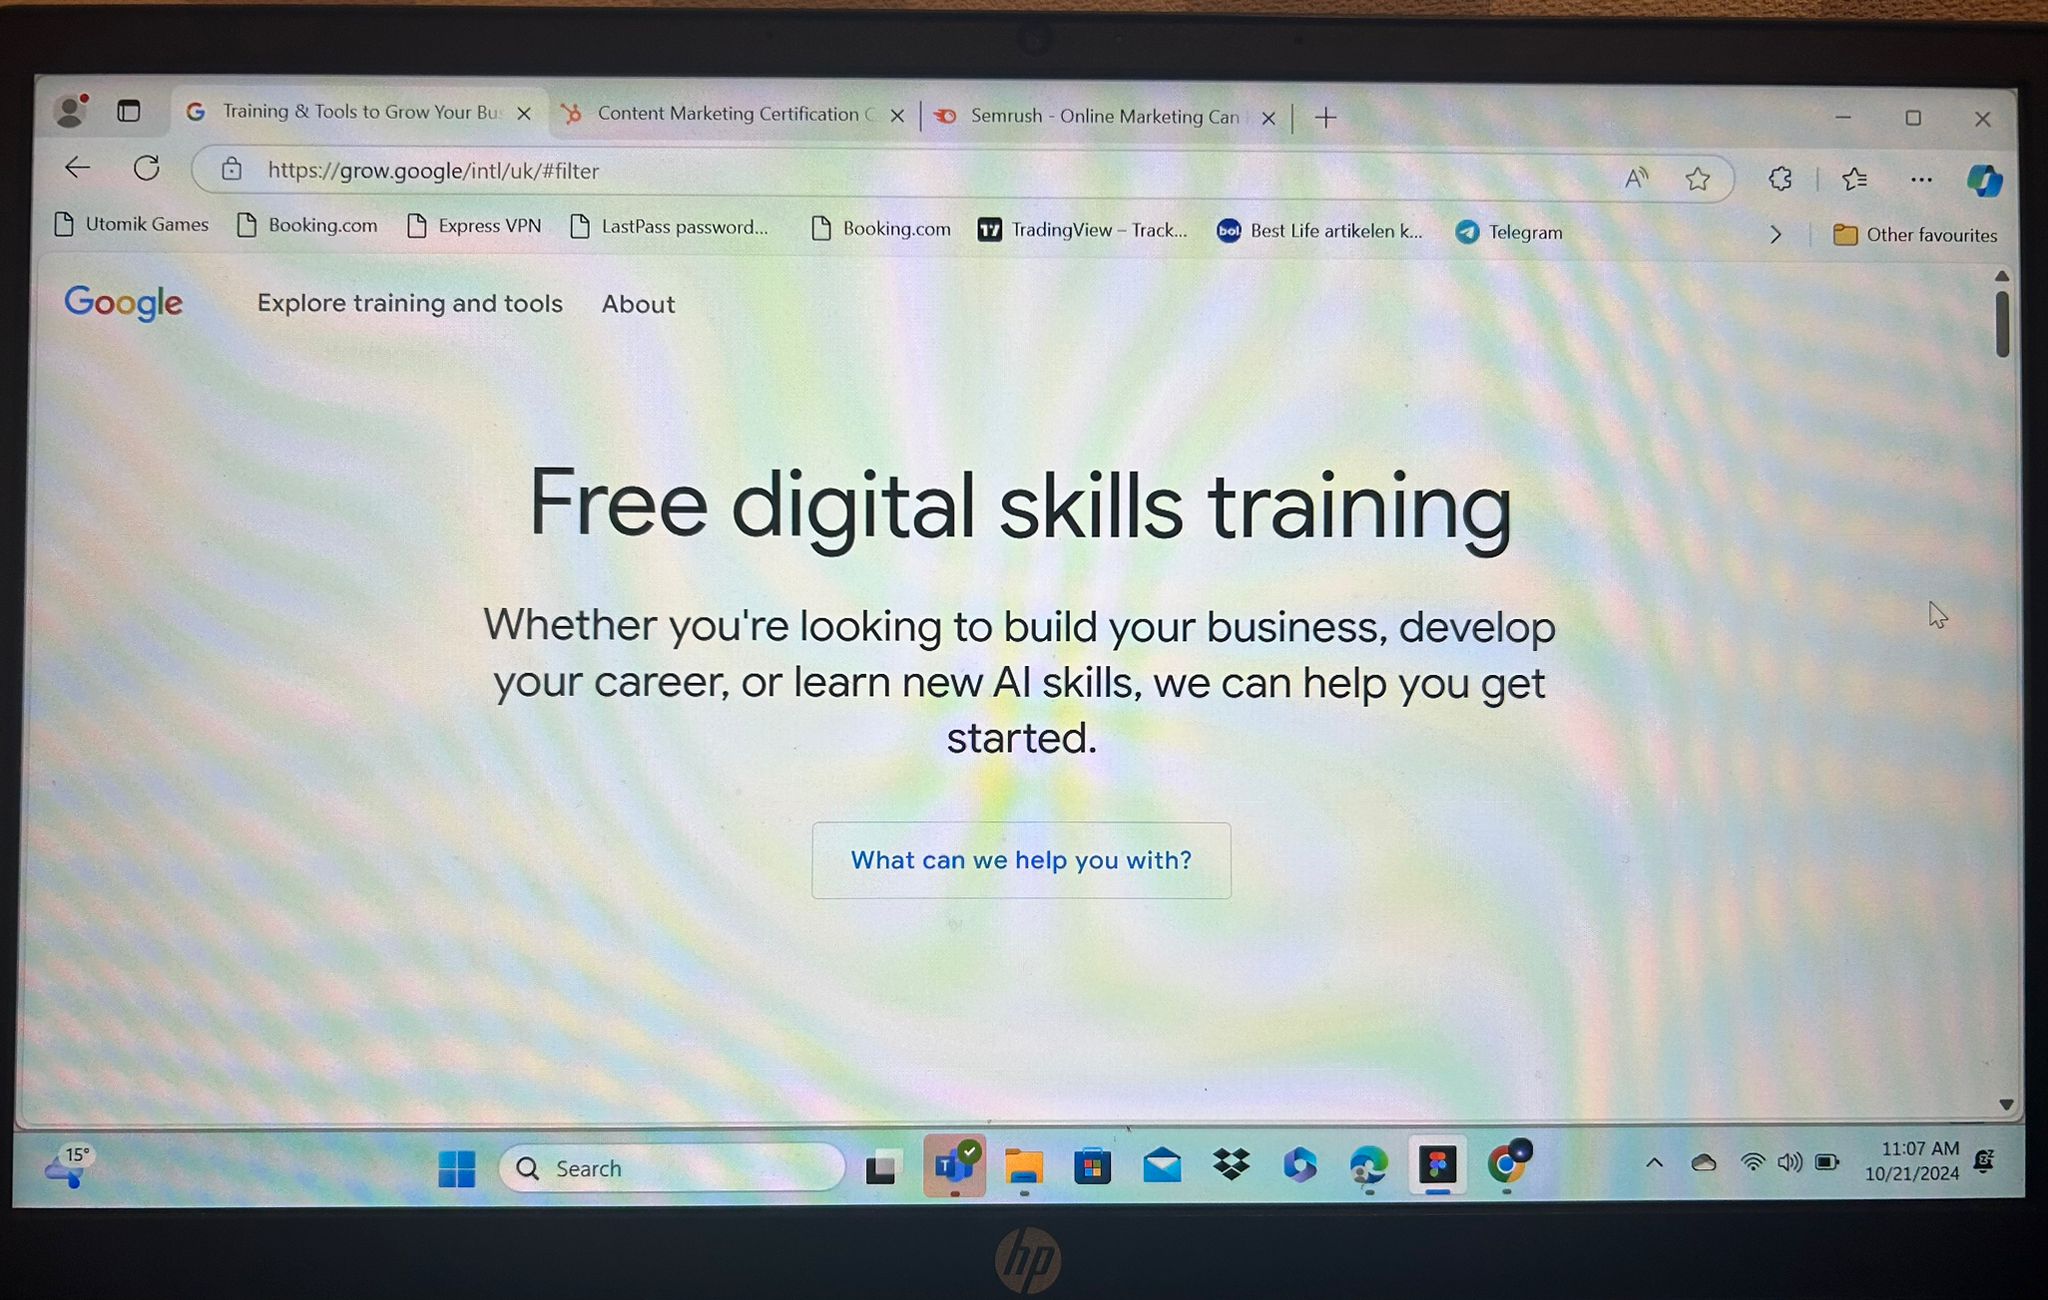 Training & Tools to Grow Your Bus
Content Marketing Certification C
Semrush - Online Marketing Can
https://grow.google/intl/uk/#filter
Utomik Games
Booking.com
Express VPN
LastPass password...
Booking.com
TradingView – Track...
bol
Best Life artikelen k...
Telegram
Other favourites
Google
Explore training and tools
About
Free digital skills training
Whether you're looking to build your business, develop
your career, or learn new AI skills, we can help you get
started.
What can we help you with?
15°
Search
11:07 AM
10/21/2024
hp